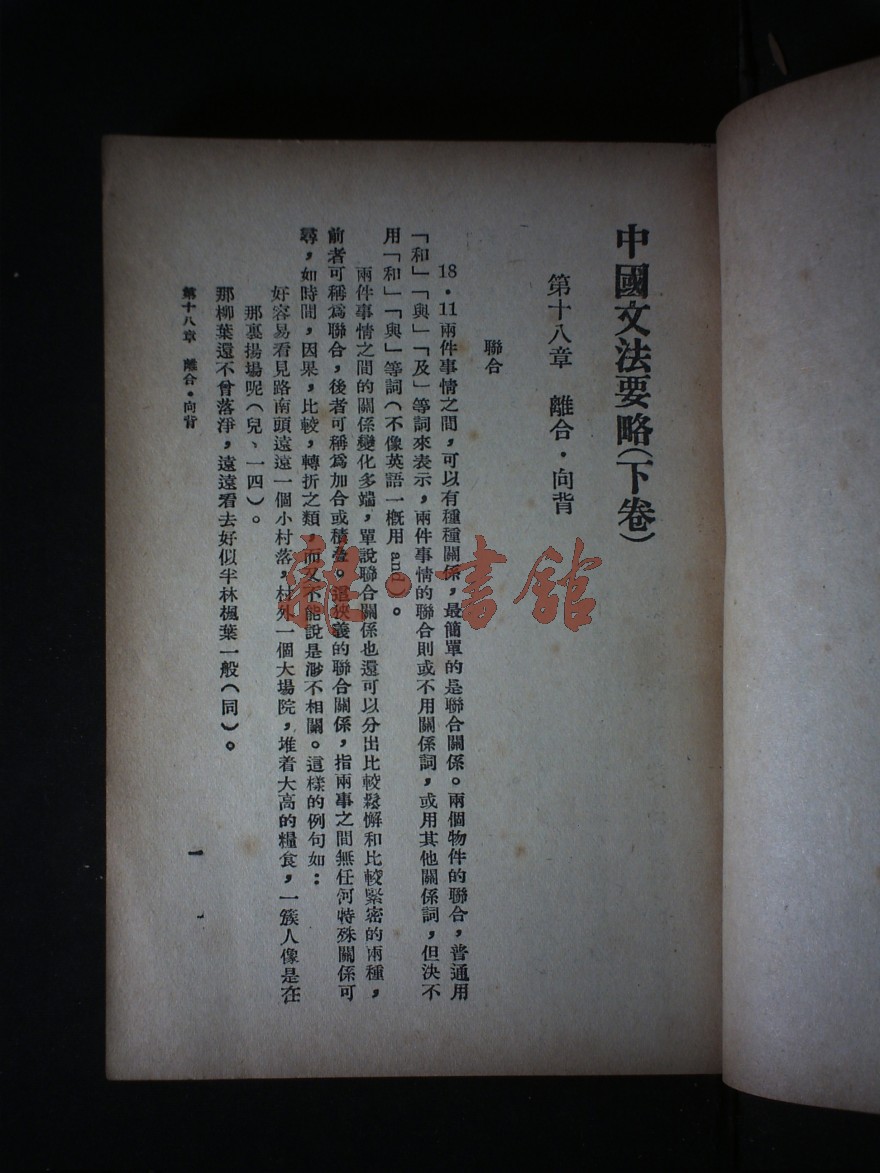 中國文法要略(下卷)
第十八章　離合・向背
聯合
18・11 兩件事情之間，可以有種種關係，最簡單的是聯合關係。兩個物件的聯合，普通用
「和」「與」「及」等詞來表示，兩件事情的聯合則或不用關係詞，或用其他關係詞，但決不
用「和」「與」等詞(不像英語一概用 and)。
兩件事情之間的關係變化多端，單說聯合關係也還可以分出比較鬆懈和比較緊密的兩種，
前者可稱爲聯合，後者可稱爲加合或積疊。這狹義的聯合關係，指兩事之間無任何特殊關係可
尋，如時間，因果，比較，轉折之類，而又不能說是渺不相關。這樣的例句如：
好容易看見路南頭遠遠一個小村落，村外一個大場院，堆着大高的糧食，一簇人像是在
那裏揚場呢(兒、一四)。
那柳葉還不曾落淨，遠遠看去好似半林楓葉一般(同)。
第十八章　離合・向背
一
龍・書館